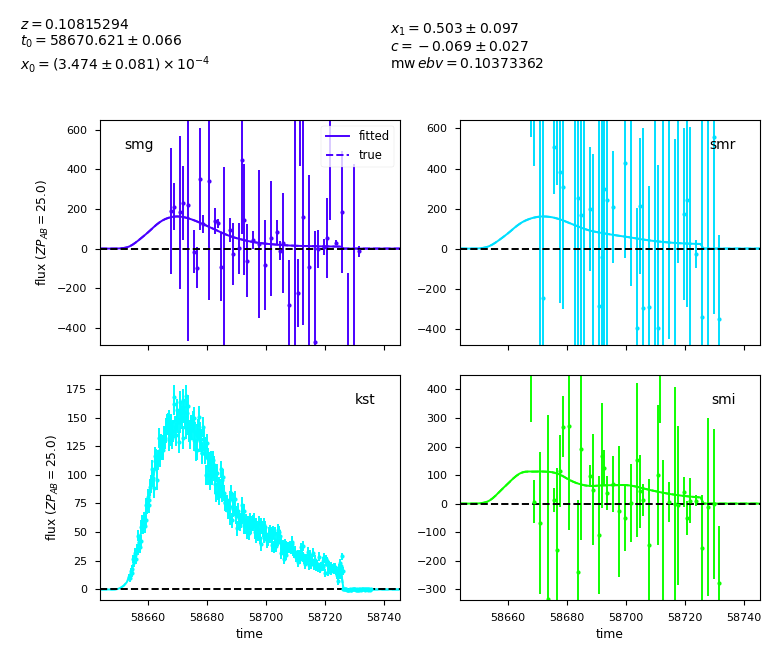 z = 0.10815294
t₀ = 58670.621 ± 0.066
x₀ = (3.474 ± 0.081) × 10⁻⁴
x₁ = 0.503 ± 0.097
c = −0.069 ± 0.027
mw ebv = 0.10373362
smg
fitted
true
600
400
200
0
−200
−400
flux (ZP_AB = 25.0)
smr
600
400
200
0
−200
−400
kst
175
150
125
100
75
50
25
0
flux (ZP_AB = 25.0)
58660 58680 58700 58720 58740
time
smi
400
300
200
100
0
−100
−200
−300
58660 58680 58700 58720 58740
time